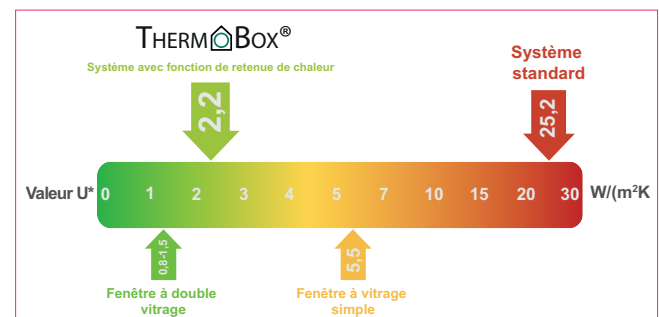 THERMOBOX®
Système avec fonction de retenue de chaleur
Système
standard
2,2
25,2
Valeur U* 0 1 2 3 4 5 7 10 15 20 30 W/(m²K
0,8-1,5
5,5
Fenêtre à double
vitrage
Fenêtre à vitrage
simple